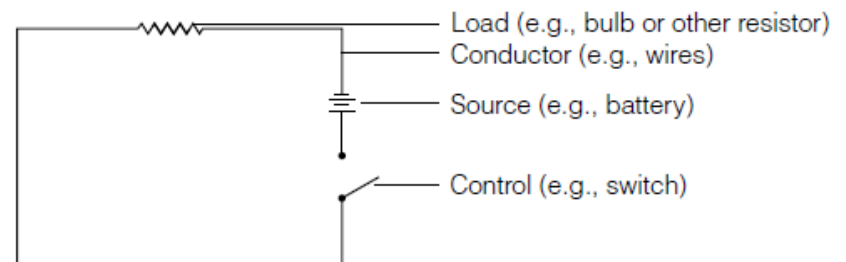 Load (e.g., bulb or other resistor)
Conductor (e.g., wires)
Source (e.g., battery)
Control (e.g., switch)